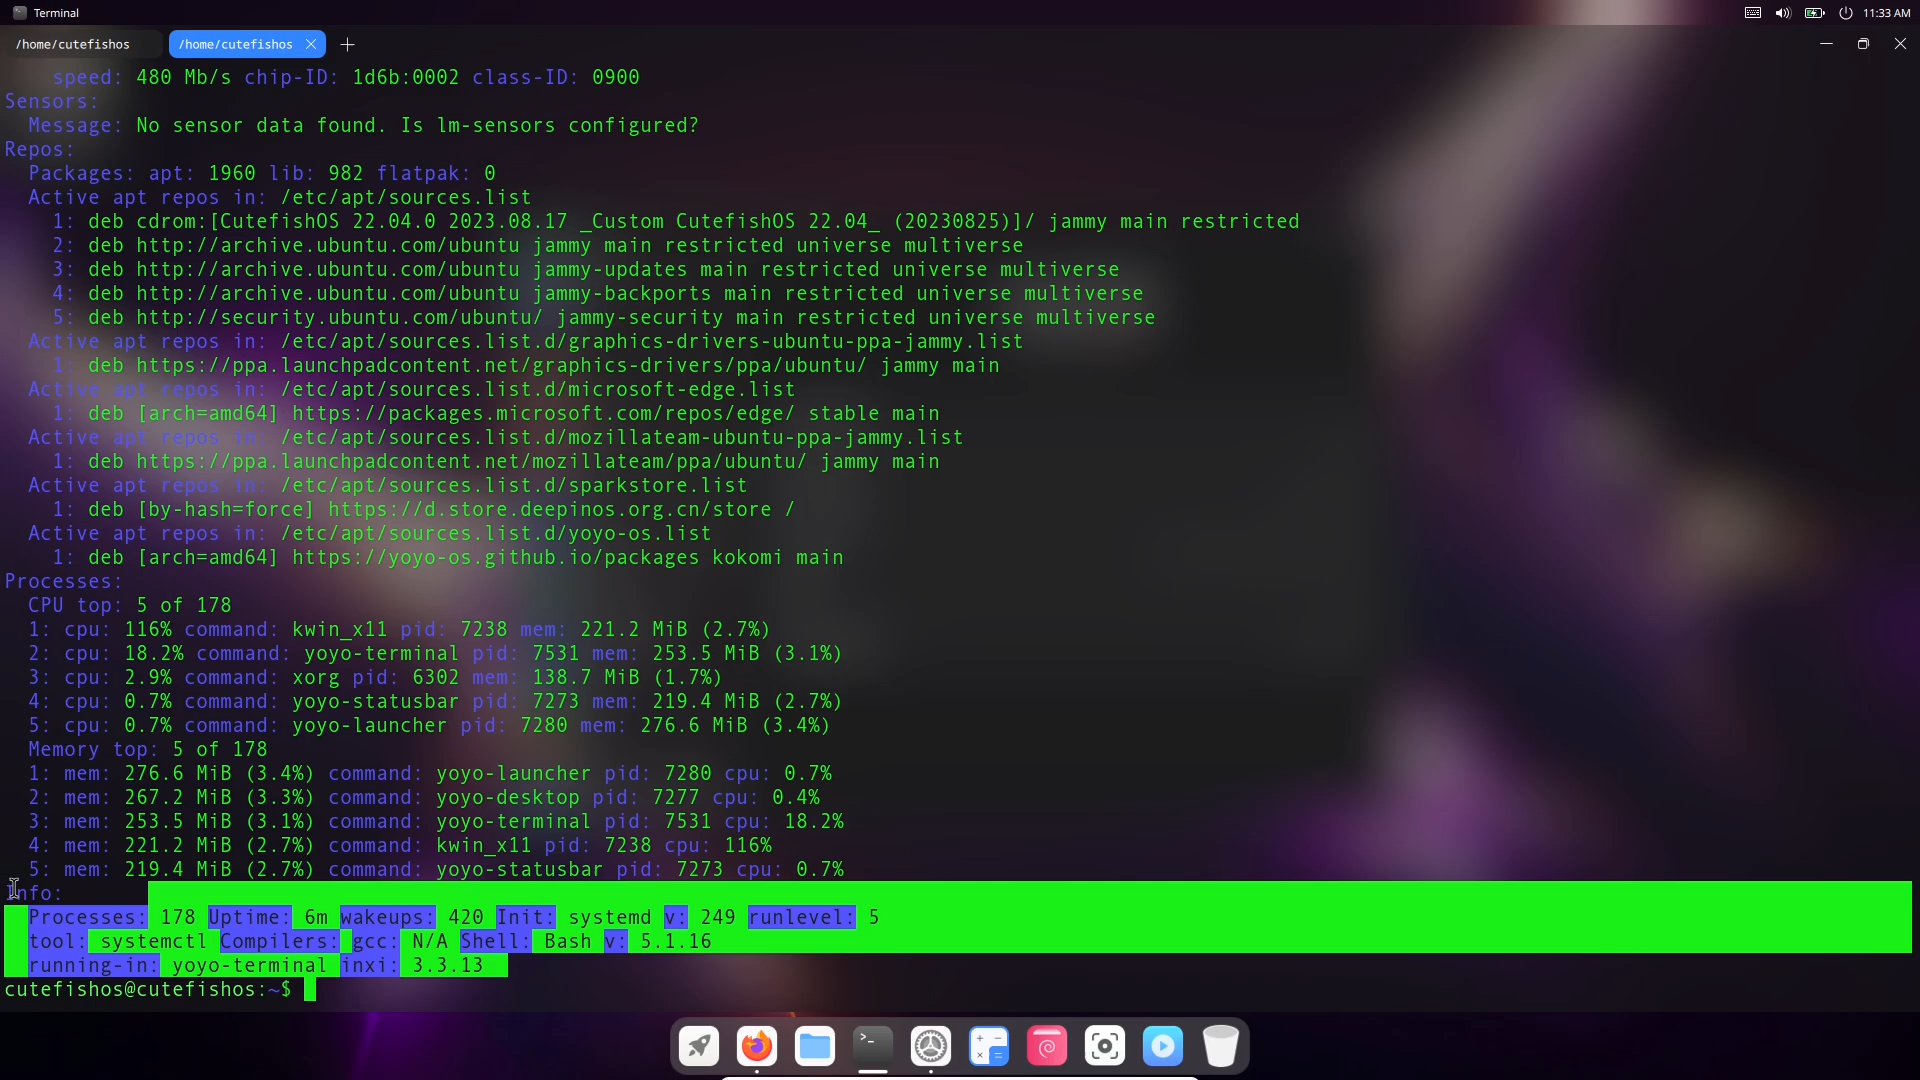 Terminal
11:33 AM
/home/cutefishos
/home/cutefishos
speed: 480 Mb/s chip-ID: 1d6b:0002 class-ID: 0900
Sensors:
Message: No sensor data found. Is lm-sensors configured?
Repos:
Packages: apt: 1960 lib: 982 flatpak: 0
Active apt repos in: /etc/apt/sources.list
1: deb cdrom:[CutefishOS 22.04.0 2023.08.17 _Custom CutefishOS 22.04_ (20230825)]/ jammy main restricted
2: deb http://archive.ubuntu.com/ubuntu jammy main restricted universe multiverse
3: deb http://archive.ubuntu.com/ubuntu jammy-updates main restricted universe multiverse
4: deb http://archive.ubuntu.com/ubuntu jammy-backports main restricted universe multiverse
5: deb http://security.ubuntu.com/ubuntu/ jammy-security main restricted universe multiverse
Active apt repos in: /etc/apt/sources.list.d/graphics-drivers-ubuntu-ppa-jammy.list
1: deb https://ppa.launchpadcontent.net/graphics-drivers/ppa/ubuntu/ jammy main
Active apt repos in: /etc/apt/sources.list.d/microsoft-edge.list
1: deb [arch=amd64] https://packages.microsoft.com/repos/edge/ stable main
Active apt repos in: /etc/apt/sources.list.d/mozillateam-ubuntu-ppa-jammy.list
1: deb https://ppa.launchpadcontent.net/mozillateam/ppa/ubuntu/ jammy main
Active apt repos in: /etc/apt/sources.list.d/sparkstore.list
1: deb [by-hash=force] https://d.store.deepinos.org.cn/store /
Active apt repos in: /etc/apt/sources.list.d/yoyo-os.list
1: deb [arch=amd64] https://yoyo-os.github.io/packages kokomi main
Processes:
CPU top: 5 of 178
1: cpu: 116% command: kwin_x11 pid: 7238 mem: 221.2 MiB (2.7%)
2: cpu: 18.2% command: yoyo-terminal pid: 7531 mem: 253.5 MiB (3.1%)
3: cpu: 2.9% command: xorg pid: 6302 mem: 138.7 MiB (1.7%)
4: cpu: 0.7% command: yoyo-statusbar pid: 7273 mem: 219.4 MiB (2.7%)
5: cpu: 0.7% command: yoyo-launcher pid: 7280 mem: 276.6 MiB (3.4%)
Memory top: 5 of 178
1: mem: 276.6 MiB (3.4%) command: yoyo-launcher pid: 7280 cpu: 0.7%
2: mem: 267.2 MiB (3.3%) command: yoyo-desktop pid: 7277 cpu: 0.4%
3: mem: 253.5 MiB (3.1%) command: yoyo-terminal pid: 7531 cpu: 18.2%
4: mem: 221.2 MiB (2.7%) command: kwin_x11 pid: 7238 cpu: 116%
5: mem: 219.4 MiB (2.7%) command: yoyo-statusbar pid: 7273 cpu: 0.7%
Info:
Processes: 178 Uptime: 6m wakeups: 420 Init: systemd v: 249 runlevel: 5
tool: systemctl Compilers: gcc: N/A Shell: Bash v: 5.1.16
running-in: yoyo-terminal inxi: 3.3.13
cutefishos@cutefishos:~$